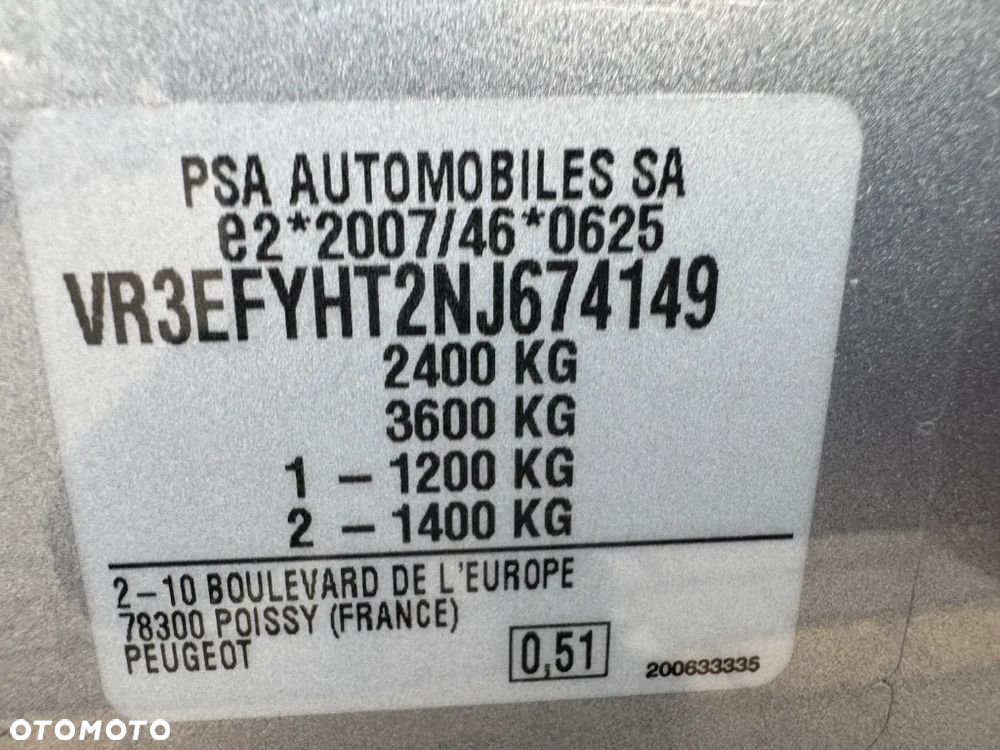 PSA AUTOMOBILES SA
e2*2007/46*0625
VR3EFYHT2NJ674149
2400 KG
3600 KG
1 – 1200 KG
2 – 1400 KG
2–10 BOULEVARD DE L'EUROPE
78300 POISSY (FRANCE)
PEUGEOT
0,51
200633335
OTOMOTO